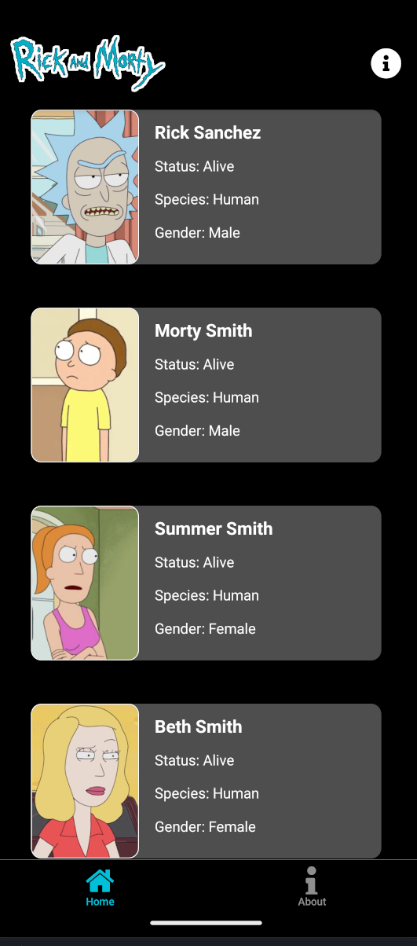 Rick and Morty
Rick Sanchez
Status: Alive
Species: Human
Gender: Male
Morty Smith
Status: Alive
Species: Human
Gender: Male
Summer Smith
Status: Alive
Species: Human
Gender: Female
Beth Smith
Status: Alive
Species: Human
Gender: Female
Home
About